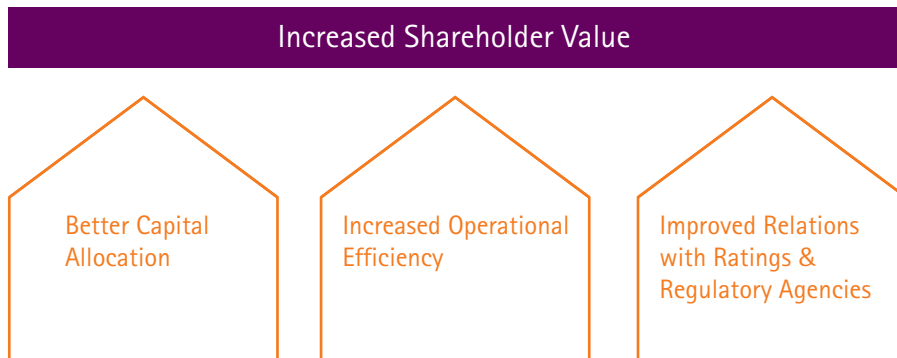 Increased Shareholder Value
Better Capital
Allocation
Increased Operational
Efficiency
Improved Relations
with Ratings &
Regulatory Agencies